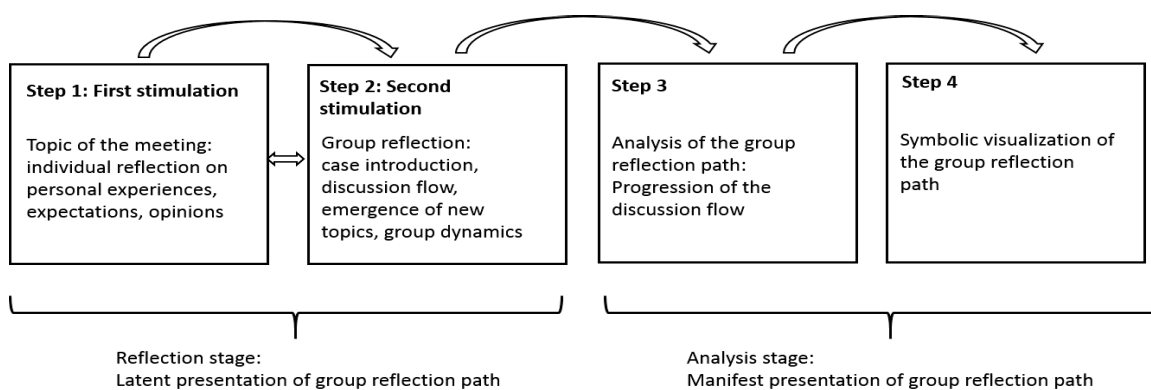 Step 1: First stimulation
Topic of the meeting:
individual reflection on
personal experiences,
expectations, opinions
Step 2: Second
stimulation
Group reflection:
case introduction,
discussion flow,
emergence of new
topics, group dynamics
Step 3
Analysis of the group
reflection path:
Progression of the
discussion flow
Step 4
Symbolic visualization of
the group reflection
path
Reflection stage:
Latent presentation of group reflection path
Analysis stage:
Manifest presentation of group reflection path